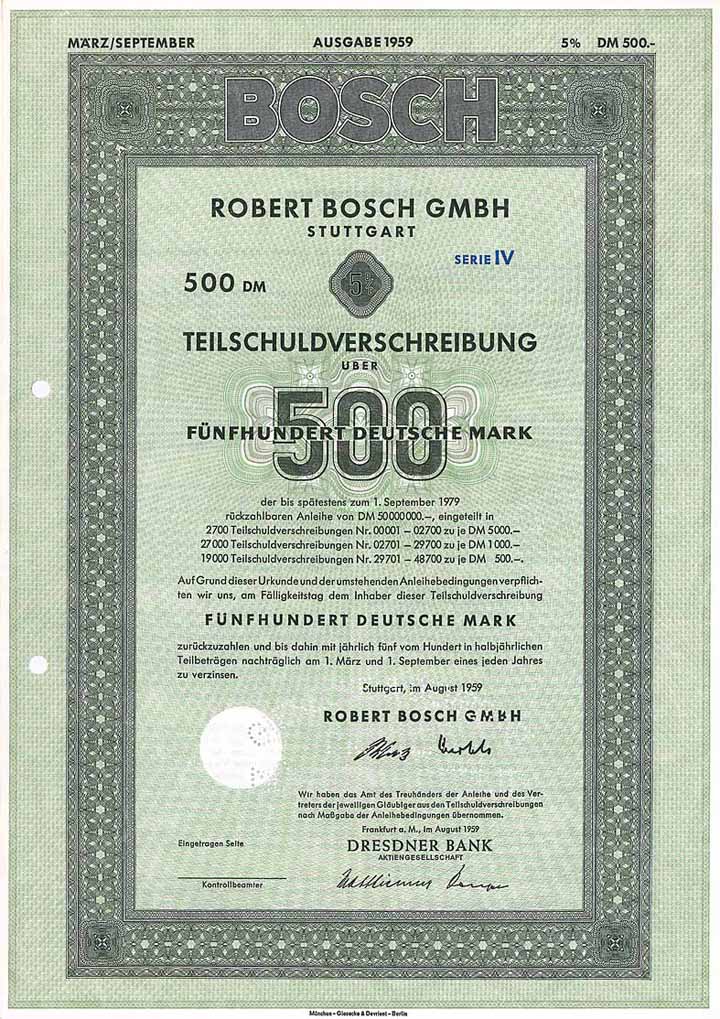 MÄRZ/SEPTEMBER AUSGABE 1959 5% DM 500.-
BOSCH
ROBERT BOSCH GMBH
STUTTGART
SERIE IV
500 DM 5%
TEILSCHULDVERSCHREIBUNG
ÜBER
500
FÜNFHUNDERT DEUTSCHE MARK
der bis spätestens zum 1. September 1979
rückzahlbaren Anleihe von DM 50000000.–, eingeteilt in
2700 Teilschuldverschreibungen Nr. 00001 – 02700 zu je DM 5000.–
27000 Teilschuldverschreibungen Nr. 02701 – 29700 zu je DM 1000.–
19000 Teilschuldverschreibungen Nr. 29701 – 48700 zu je DM 500.–.
Auf Grund dieser Urkunde und der umstehenden Anleihebedingungen verpflich-
ten wir uns, am Fälligkeitstag dem Inhaber dieser Teilschuldverschreibung
FÜNFHUNDERT DEUTSCHE MARK
zurückzuzahlen und bis dahin mit jährlich fünf vom Hundert in halbjährlichen
Teilbeträgen nachträglich am 1. März und 1. September eines jeden Jahres
zu verzinsen.
Stuttgart, im August 1959
ROBERT BOSCH GMBH
Wir haben das Amt des Treuhänders der Anleihe und des Ver-
treters der jeweiligen Gläubiger aus den Teilschuldverschreibungen
nach Maßgabe der Anleihebedingungen übernommen.
Frankfurt a. M., im August 1959
DRESDNER BANK
AKTIENGESELLSCHAFT
Eingetragen Seite
Kontrollbeamter
München – Giesecke & Devrient – Berlin